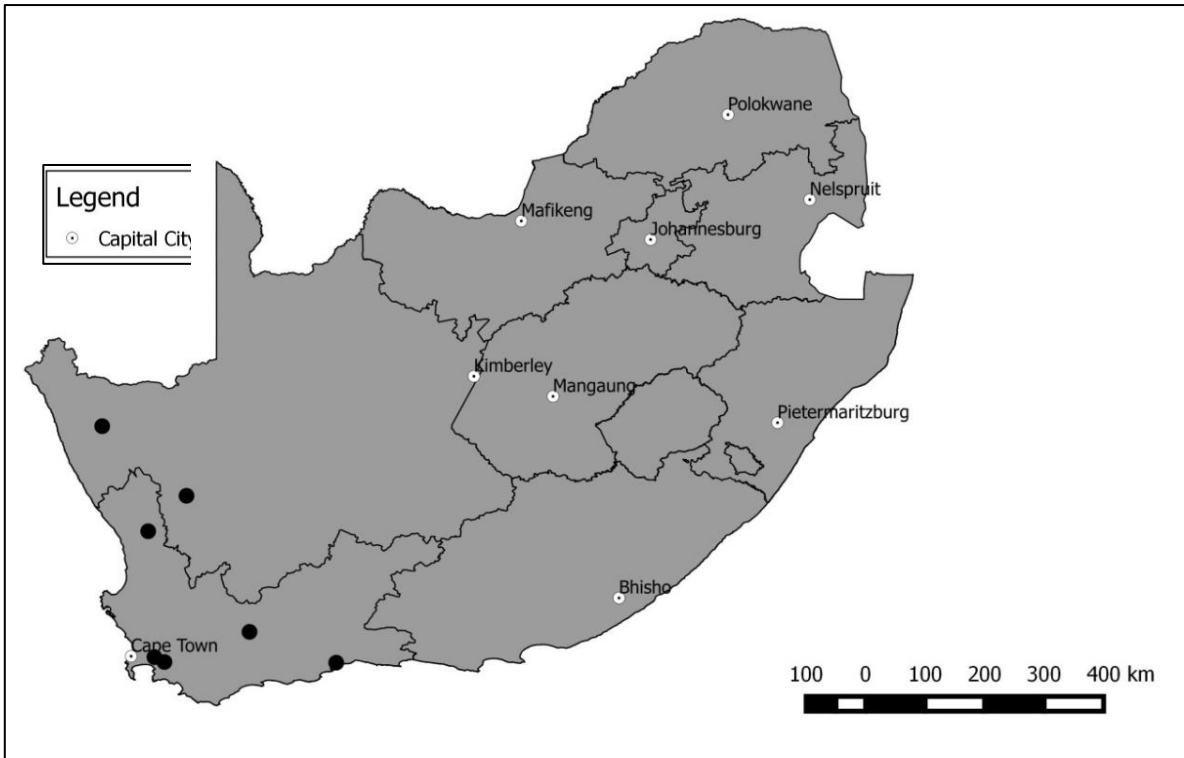 Polokwane
Legend
Nelspruit
Capital City
Mafikeng
Johannesburg
Kimberley
Mangaung
Pietermaritzburg
Bhisho
Cape Town
100 0 100 200 300 400 km